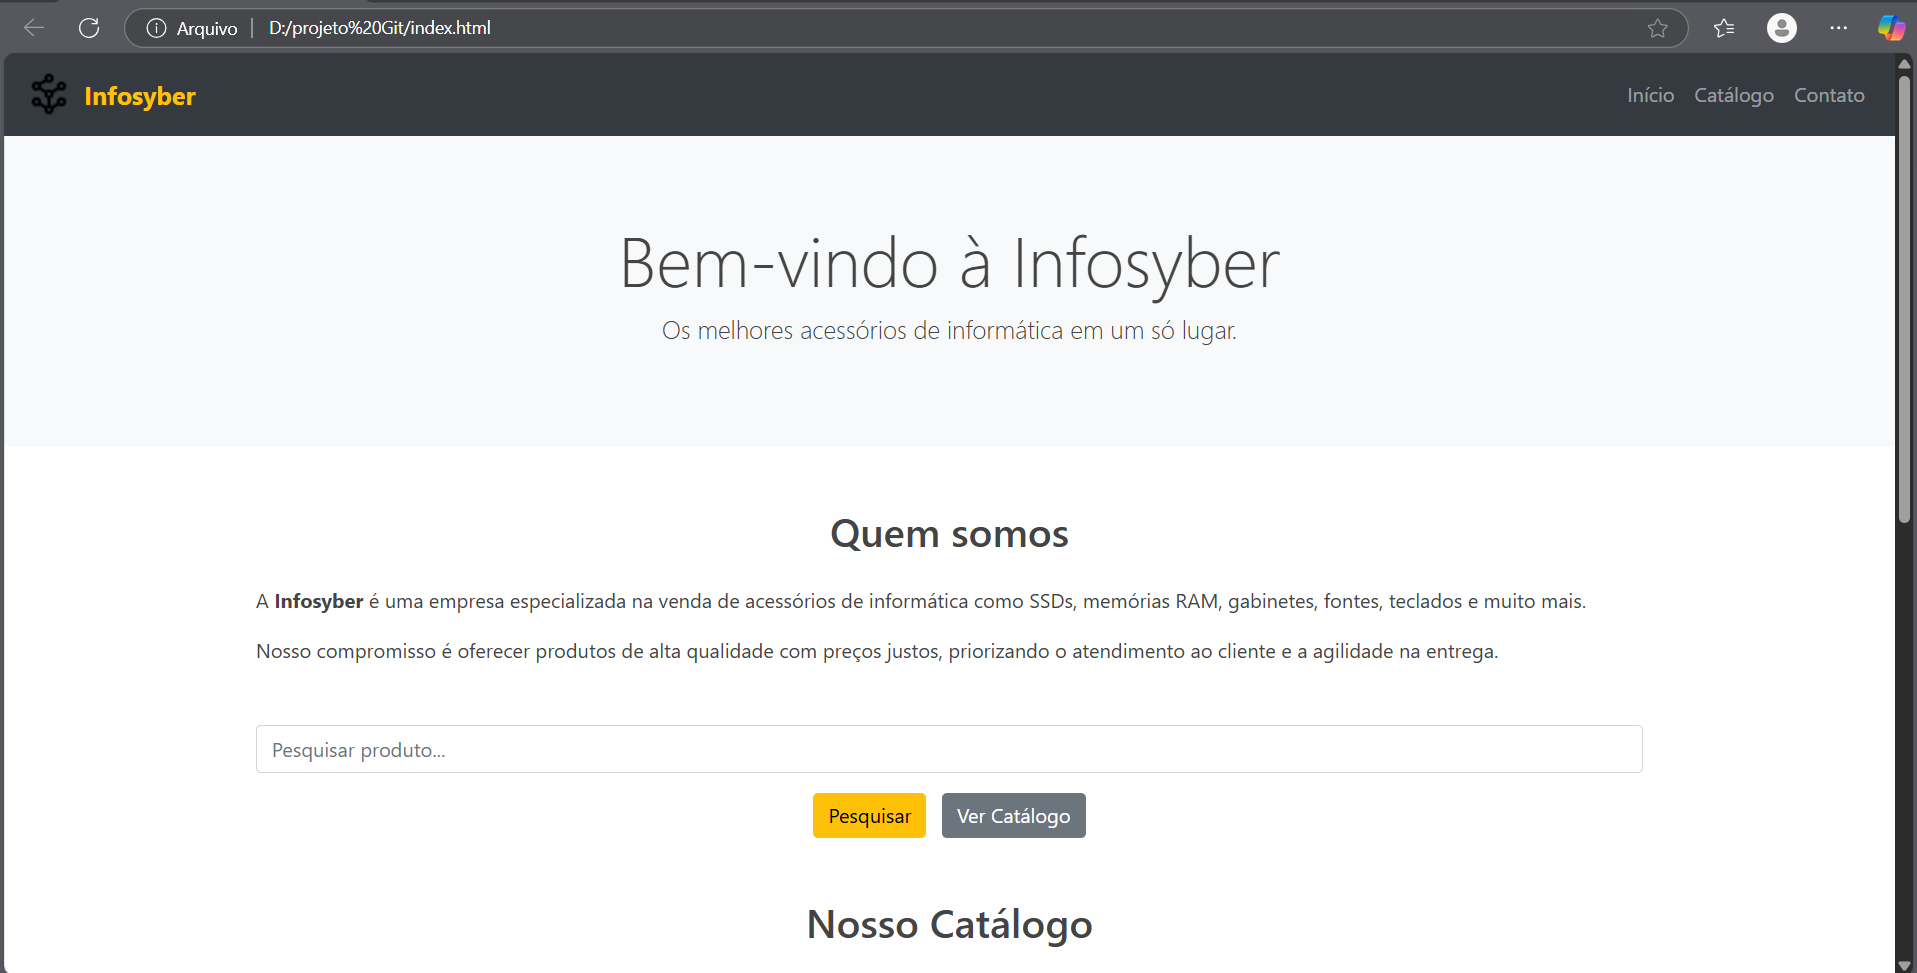 Arquivo D:/projeto%20Git/index.html
Infosyber
Início Catálogo Contato
Bem-vindo à Infosyber
Os melhores acessórios de informática em um só lugar.
Quem somos
A Infosyber é uma empresa especializada na venda de acessórios de informática como SSDs, memórias RAM, gabinetes, fontes, teclados e muito mais.
Nosso compromisso é oferecer produtos de alta qualidade com preços justos, priorizando o atendimento ao cliente e a agilidade na entrega.
Pesquisar produto...
Pesquisar Ver Catálogo
Nosso Catálogo